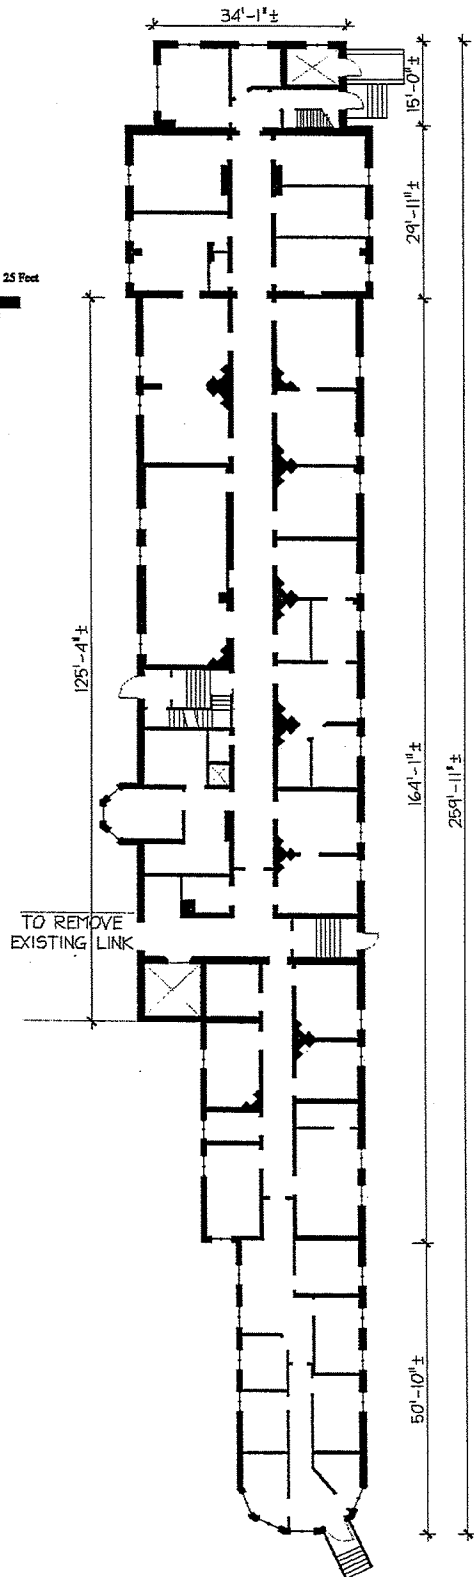 34'-1"±
15'-0"±
29'-11"±
25 Feet
125'-4"±
164'-1"±
259'-11"±
TO REMOVE
EXISTING LINK
50'-10"±